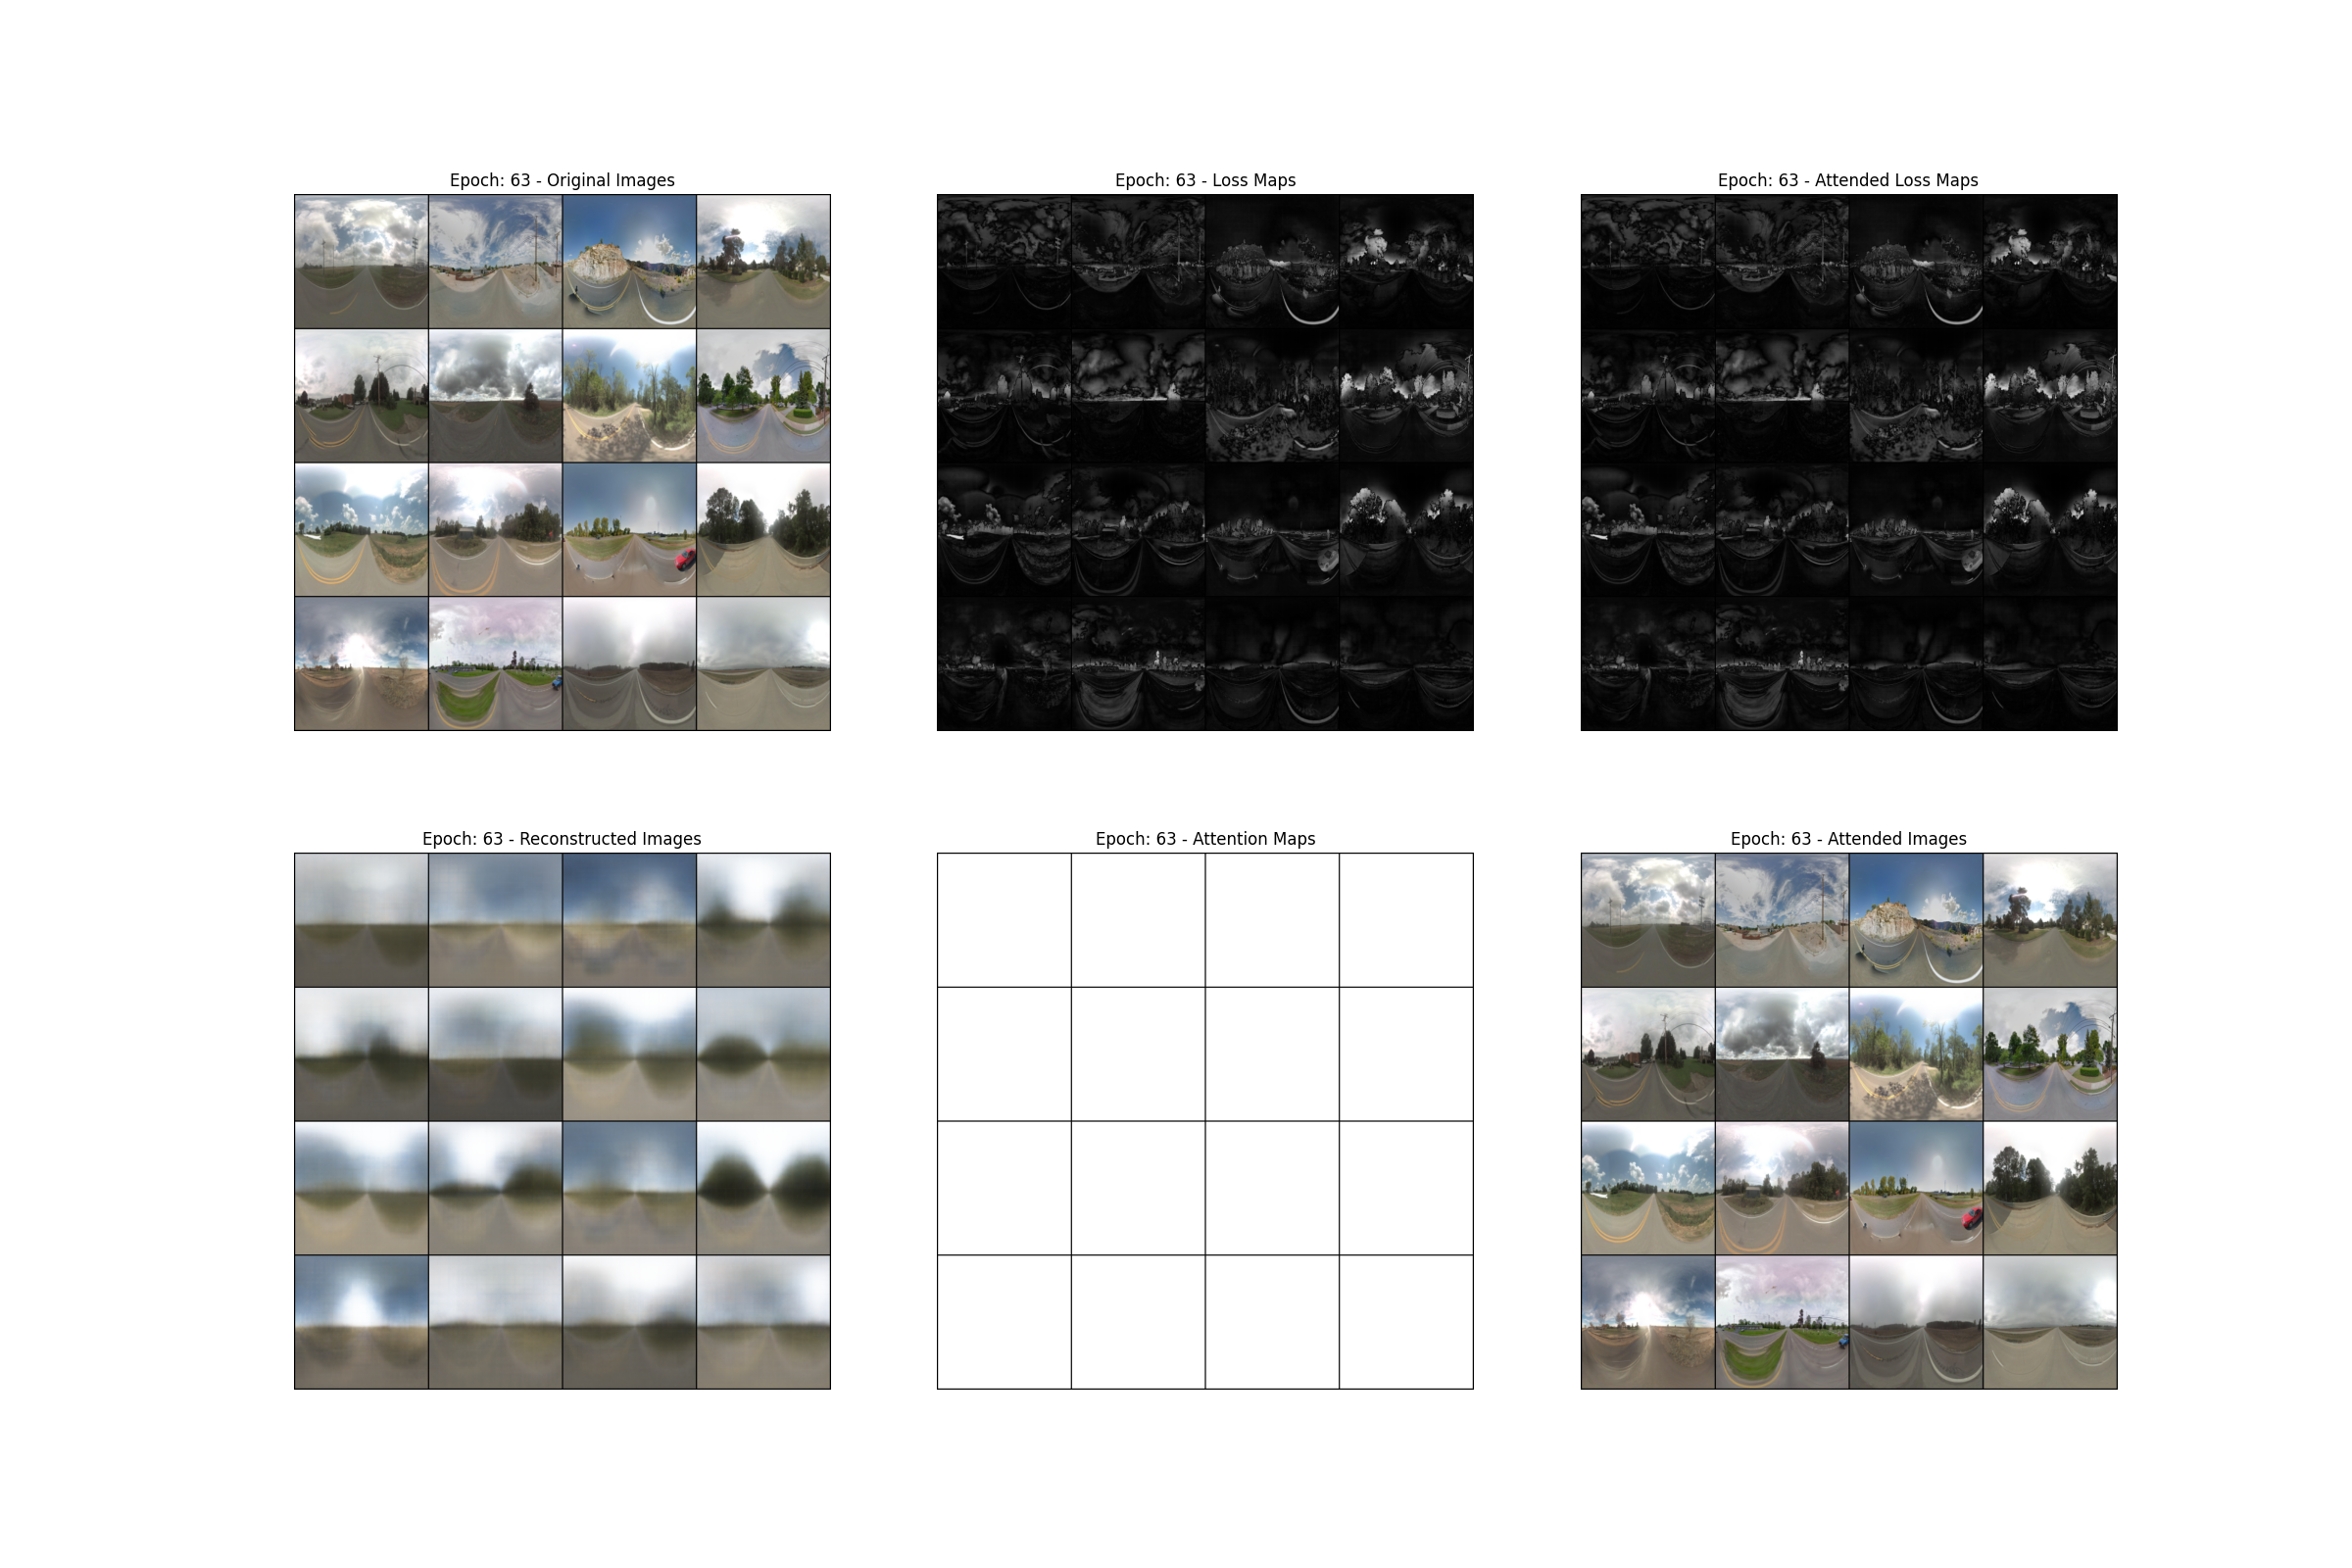 Epoch: 63 - Original Images
Epoch: 63 - Loss Maps
Epoch: 63 - Attended Loss Maps
Epoch: 63 - Reconstructed Images
Epoch: 63 - Attention Maps
Epoch: 63 - Attended Images